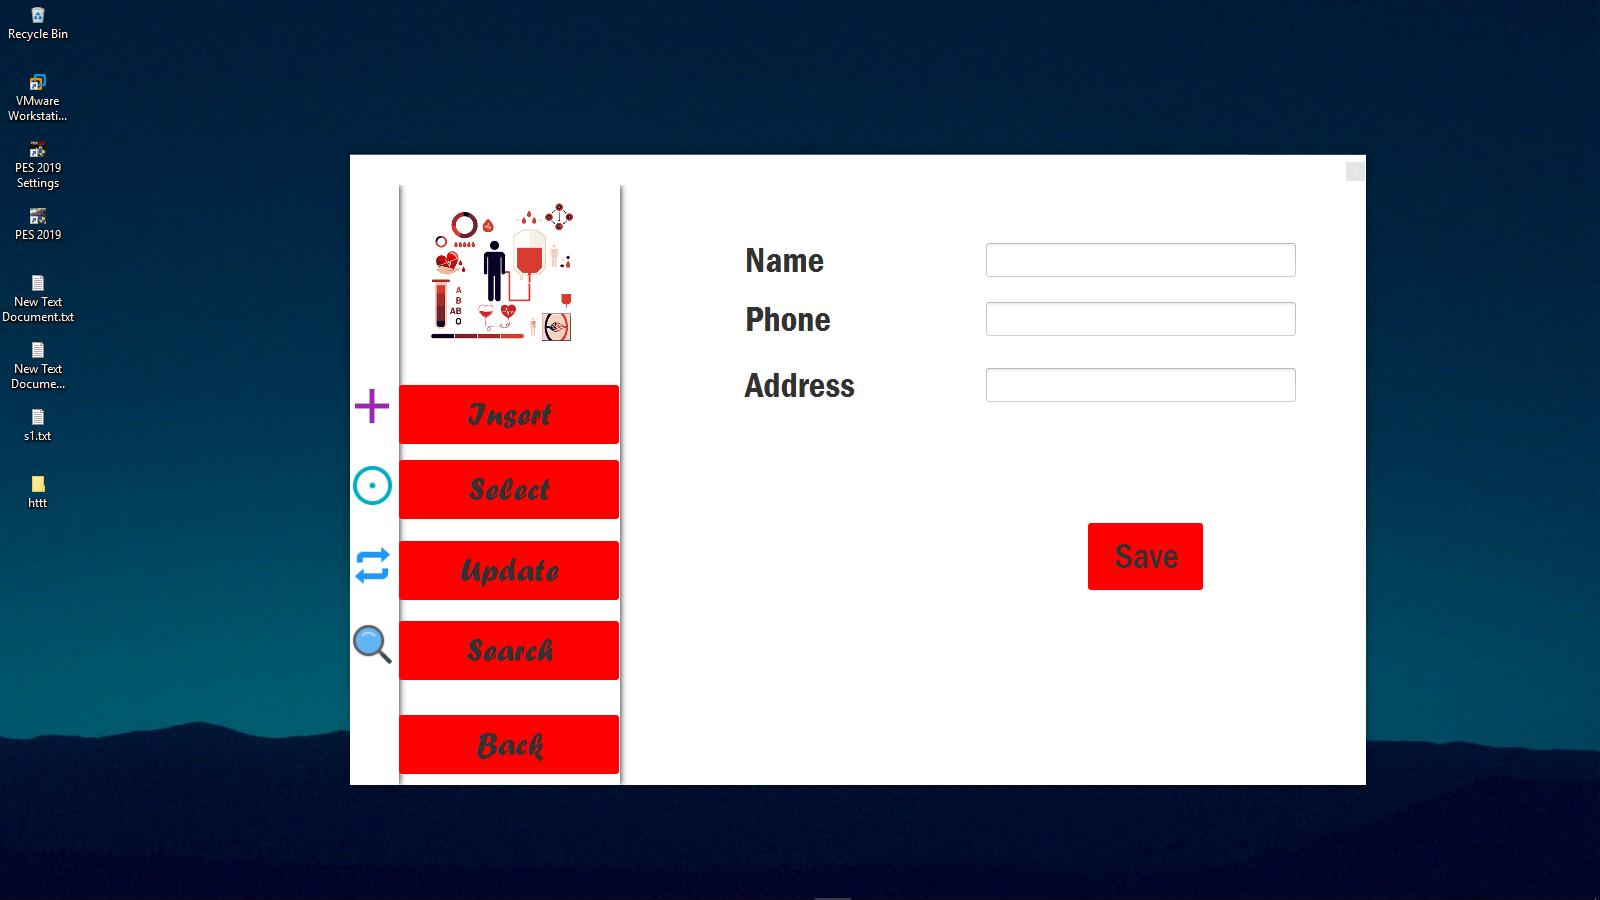 Recycle Bin
VMware
Workstati...
PES 2019
Settings
PES 2019
New Text
Document.txt
New Text
Docume...
s1.txt
httt
A
B
AB
O
Insert
Select
Update
Search
Back
Name
Phone
Address
Save